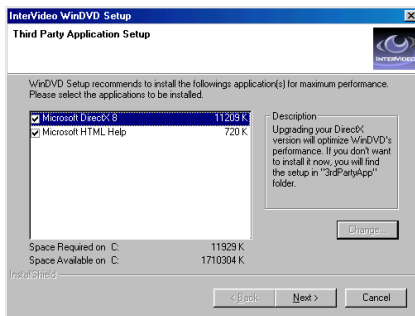 InterVideo WinDVD Setup
Third Party Application Setup
INTERVIDEO
WinDVD Setup recommends to install the followings application(s) for maximum performance.
Please select the applications to be installed.
Microsoft DirectX 8 11209 K
Microsoft HTML Help 720 K
Description
Upgrading your DirectX
version will optimize WinDVD's
performance. If you don't want
to install it now, you will find
the setup in "3rdPartyApp"
folder.
Change...
Space Required on C: 11929 K
Space Available on C: 1710304 K
InstallShield
< Back Next > Cancel